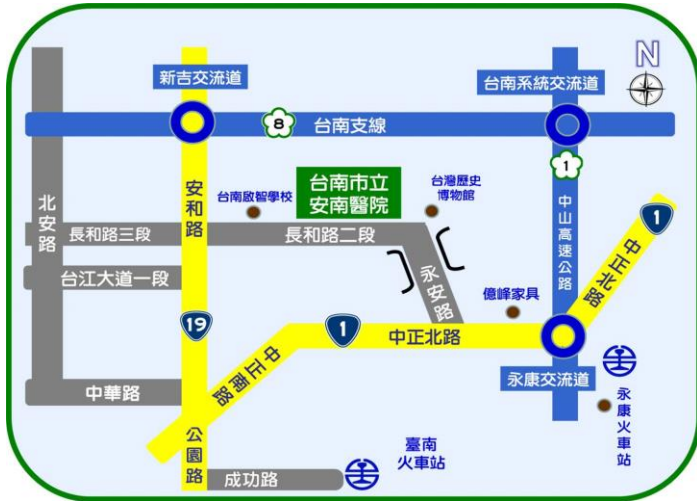 新吉交流道
台南系統交流道
N
8
台南支線
1
北安路
安和路
台南啟智學校
台南市立
安南醫院
台灣歷史
博物館
中山高速公路
1
中正北路
長和路三段
長和路二段
台江大道一段
永安路
億峰家具
19
1
中正北路
中正南路
永康交流道
中華路
永康火車站
公園路
成功路
臺南
火車站